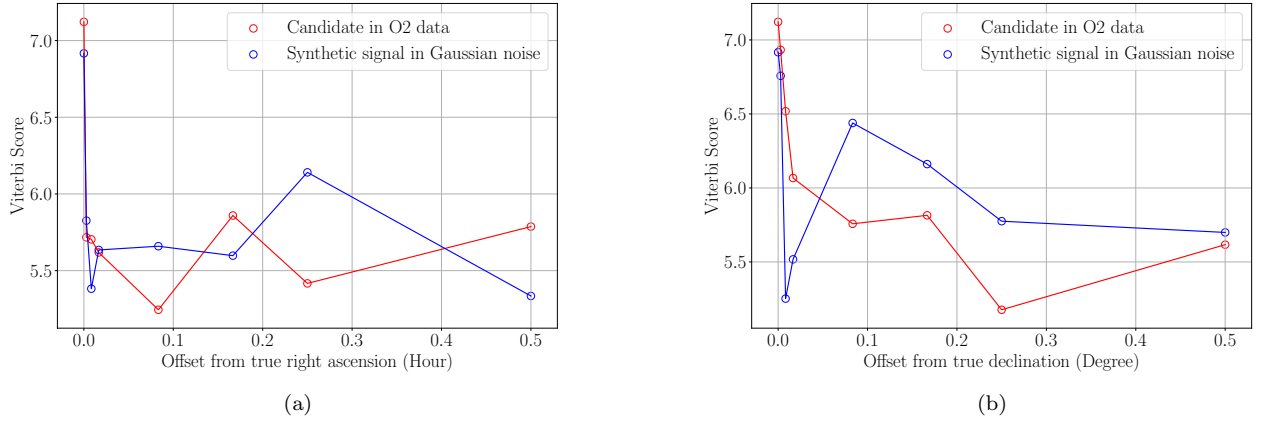 Candidate in O2 data
Synthetic signal in Gaussian noise
7.0
6.5
6.0
5.5
Viterbi Score
0.0 0.1 0.2 0.3 0.4 0.5
Offset from true right ascension (Hour)
(a)
Candidate in O2 data
Synthetic signal in Gaussian noise
7.0
6.5
6.0
5.5
Viterbi Score
0.0 0.1 0.2 0.3 0.4 0.5
Offset from true declination (Degree)
(b)